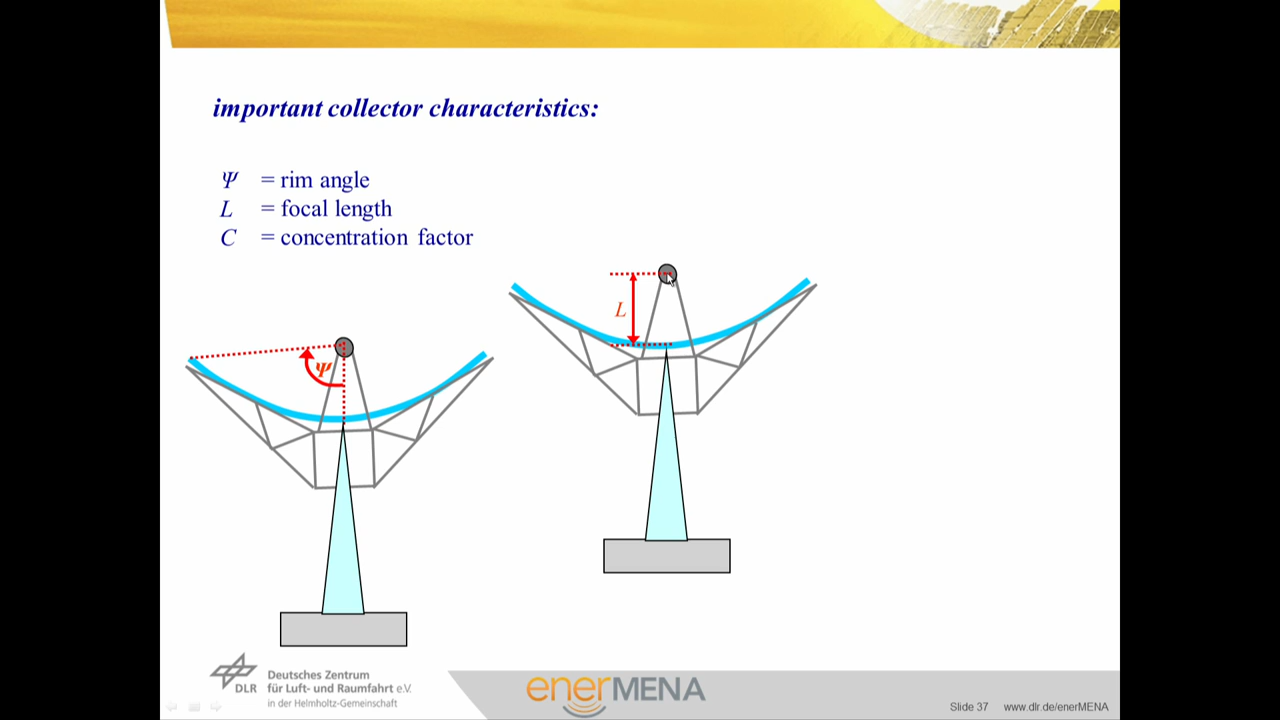 important collector characteristics:
Ψ = rim angle
L = focal length
C = concentration factor
L
Ψ
DLR
Deutsches Zentrum
für Luft- und Raumfahrt e.V.
in der Helmholtz-Gemeinschaft
enerMENA
Slide 37 www.dlr.de/enerMENA